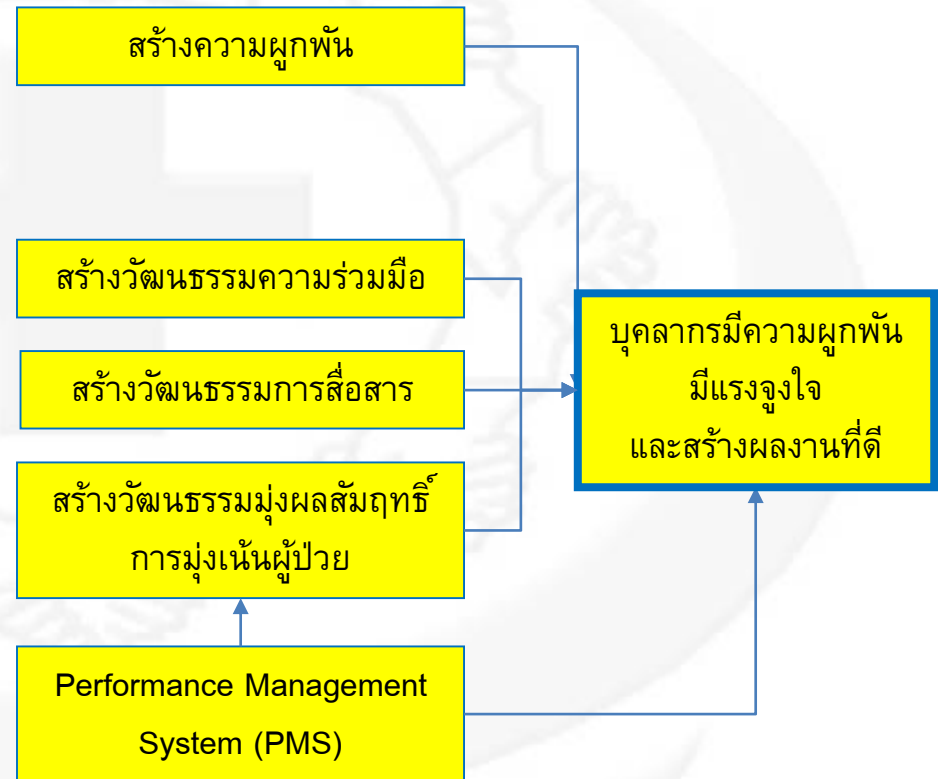 สร้างความผูกพัน
สร้างวัฒนธรรมความร่วมมือ
สร้างวัฒนธรรมการสื่อสาร
สร้างวัฒนธรรมมุ่งผลสัมฤทธิ์
การมุ่งเน้นผู้ป่วย
Performance Management
System (PMS)
บุคลากรมีความผูกพัน
มีแรงจูงใจ
และสร้างผลงานที่ดี